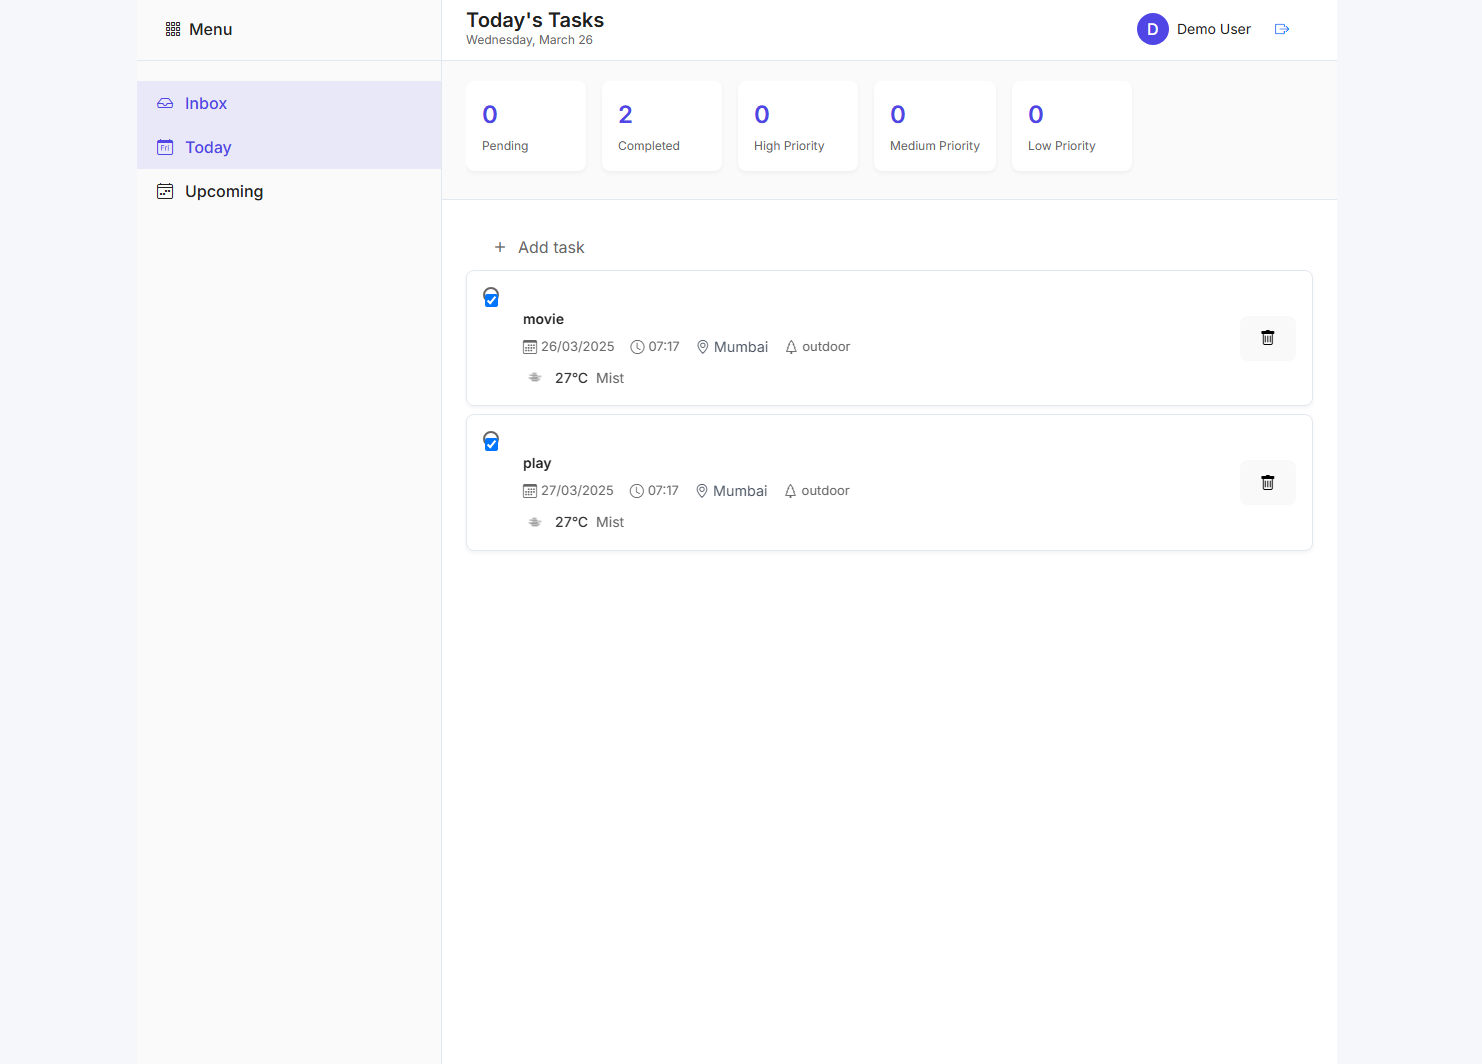 Menu
Inbox
Fri
Today
Upcoming
Today's Tasks
Wednesday, March 26
D
Demo User
0
Pending
2
Completed
0
High Priority
0
Medium Priority
0
Low Priority
+ Add task
movie
26/03/2025 07:17 Mumbai outdoor
27°C Mist
play
27/03/2025 07:17 Mumbai outdoor
27°C Mist